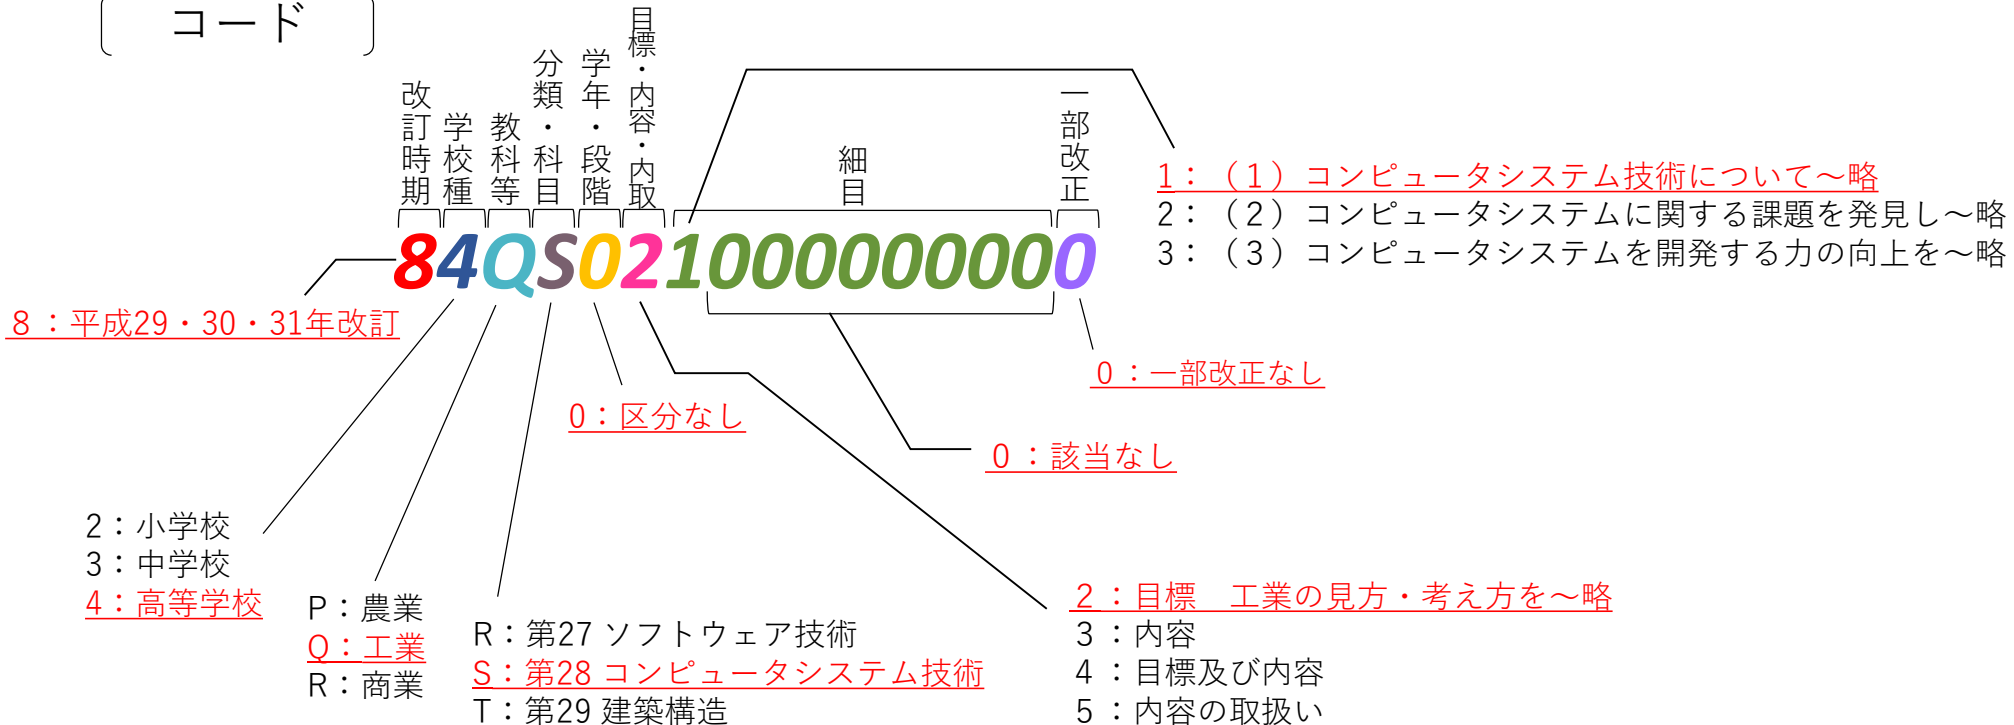 コード
改訂時期
学校種
教科等
分類・科目
学年・段階
目標・内容・内取
細目
一部改正
84QS021000000000
1：（1）コンピュータシステム技術について～略
2：（2）コンピュータシステムに関する課題を発見し～略
3：（3）コンピュータシステムを開発する力の向上を～略
8：平成29・30・31年改訂
0：一部改正なし
0：区分なし
0：該当なし
2：小学校
3：中学校
4：高等学校
P：農業
Q：工業
R：商業
R：第27 ソフトウェア技術
S：第28 コンピュータシステム技術
T：第29 建築構造
2：目標　工業の見方・考え方を～略
3：内容
4：目標及び内容
5：内容の取扱い